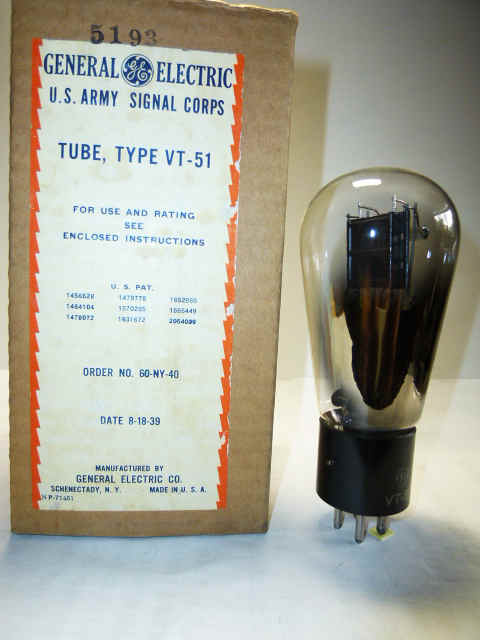 5193
GENERAL GE ELECTRIC
U.S. ARMY SIGNAL CORPS
TUBE, TYPE VT-51
FOR USE AND RATING
SEE
ENCLOSED INSTRUCTIONS
U. S. PAT.
ORDER NO. 60-NY-40
DATE 8-18-39
MANUFACTURED BY
GENERAL ELECTRIC CO.
SCHENECTADY, N. Y. MADE IN U. S. A.